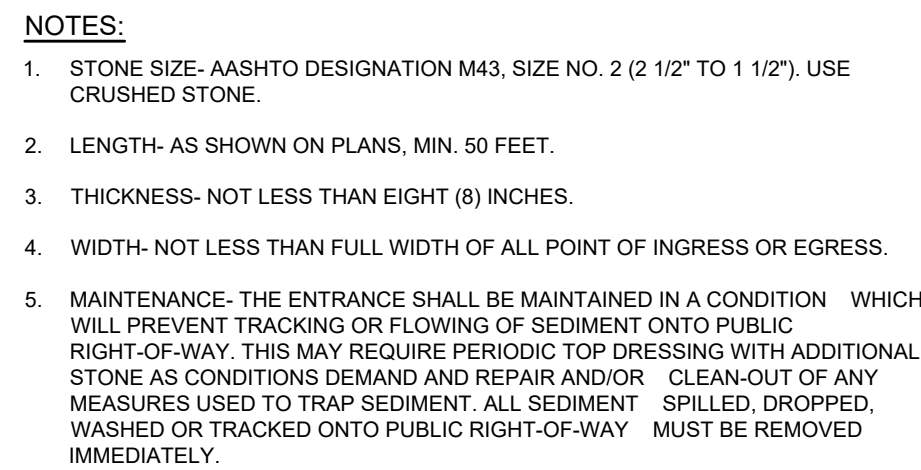 NOTES:
1. STONE SIZE- AASHTO DESIGNATION M43, SIZE NO. 2 (2 1/2" TO 1 1/2"). USE
CRUSHED STONE.
2. LENGTH- AS SHOWN ON PLANS, MIN. 50 FEET.
3. THICKNESS- NOT LESS THAN EIGHT (8) INCHES.
4. WIDTH- NOT LESS THAN FULL WIDTH OF ALL POINT OF INGRESS OR EGRESS.
5. MAINTENANCE- THE ENTRANCE SHALL BE MAINTAINED IN A CONDITION WHICH
WILL PREVENT TRACKING OR FLOWING OF SEDIMENT ONTO PUBLIC
RIGHT-OF-WAY. THIS MAY REQUIRE PERIODIC TOP DRESSING WITH ADDITIONAL
STONE AS CONDITIONS DEMAND AND REPAIR AND/OR CLEAN-OUT OF ANY
MEASURES USED TO TRAP SEDIMENT. ALL SEDIMENT SPILLED, DROPPED,
WASHED OR TRACKED ONTO PUBLIC RIGHT-OF-WAY MUST BE REMOVED
IMMEDIATELY.